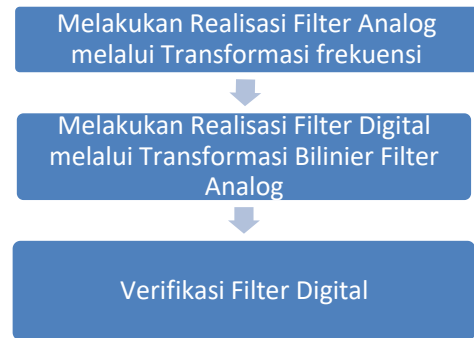 Melakukan Realisasi Filter Analog
melalui Transformasi frekuensi
Melakukan Realisasi Filter Digital
melalui Transformasi Bilinier Filter
Analog
Verifikasi Filter Digital